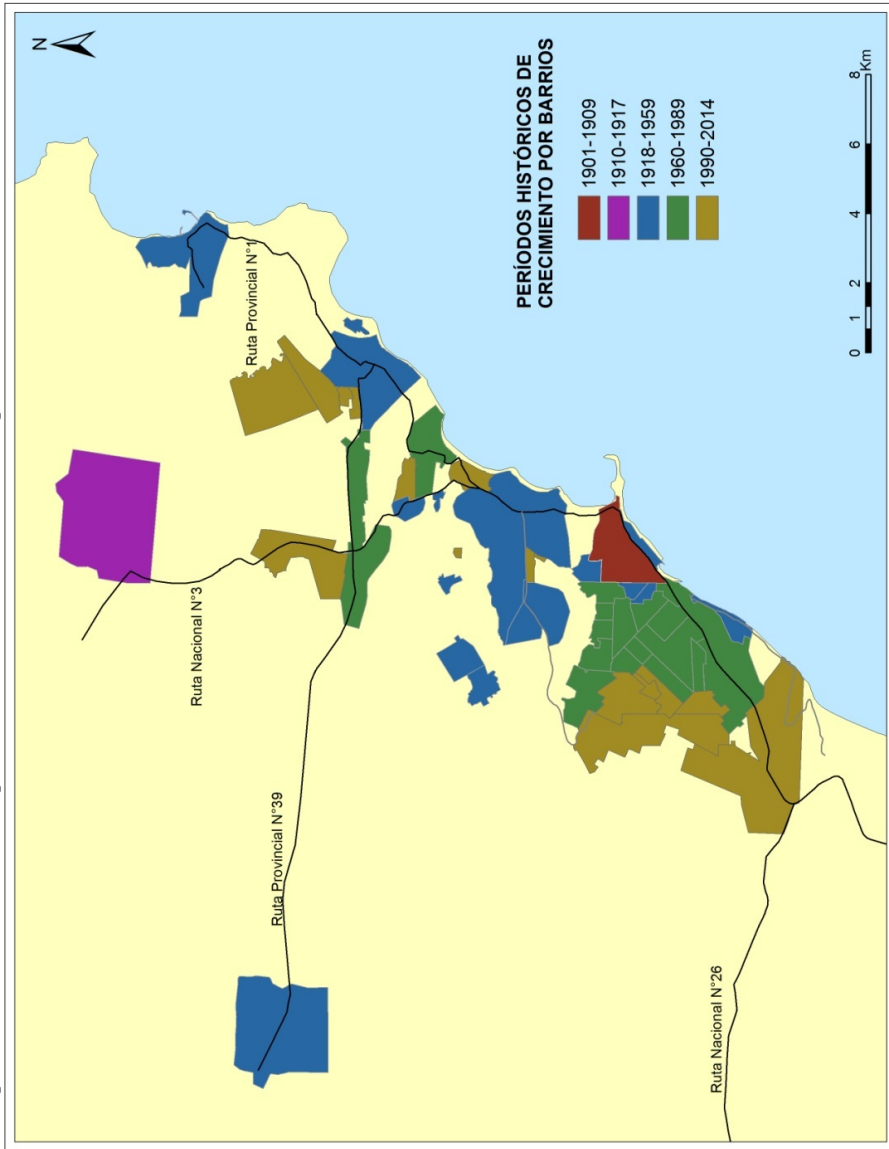 N
PERÍODOS HISTÓRICOS DE
CRECIMIENTO POR BARRIOS
1901-1909
1910-1917
1918-1959
1960-1989
1990-2014
0 1 2 4 6 8
Km
Ruta Provincial N°1
Ruta Nacional N°3
Ruta Provincial N°39
Ruta Nacional N°26